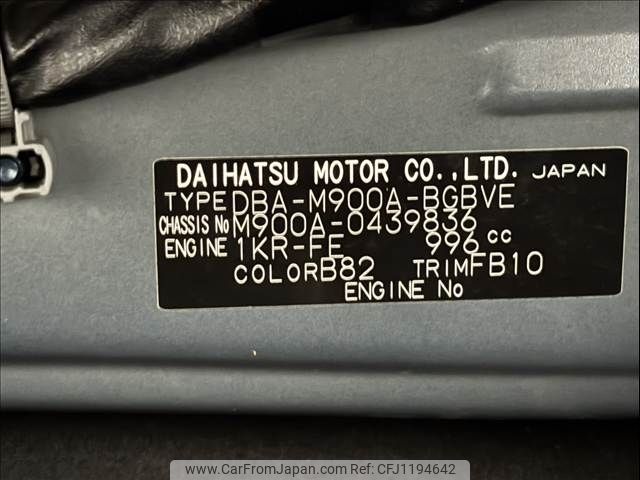 DAIHATSU MOTOR CO.,LTD. JAPAN
TYPE DBA-M900A-BGBVE
CHASSIS No M900A-0439836
ENGINE 1KR-FE 996 cc
COLOR B82 TRIM FB10
ENGINE No
www.CarFromJapan.com | ID: CFJ1194642